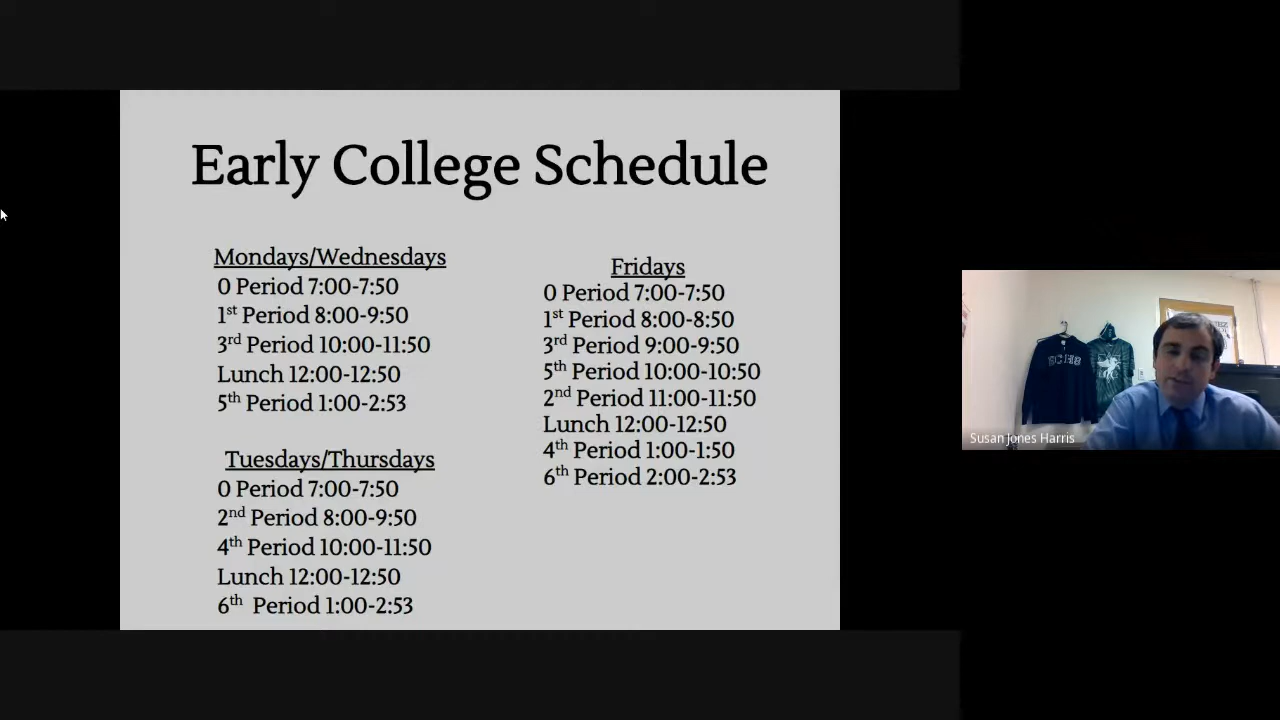 Early College Schedule
Mondays/Wednesdays
0 Period 7:00-7:50
1st Period 8:00-9:50
3rd Period 10:00-11:50
Lunch 12:00-12:50
5th Period 1:00-2:53
Tuesdays/Thursdays
0 Period 7:00-7:50
2nd Period 8:00-9:50
4th Period 10:00-11:50
Lunch 12:00-12:50
6th Period 1:00-2:53
Fridays
0 Period 7:00-7:50
1st Period 8:00-8:50
3rd Period 9:00-9:50
5th Period 10:00-10:50
2nd Period 11:00-11:50
Lunch 12:00-12:50
4th Period 1:00-1:50
6th Period 2:00-2:53
ECHS
Susan Jones Harris